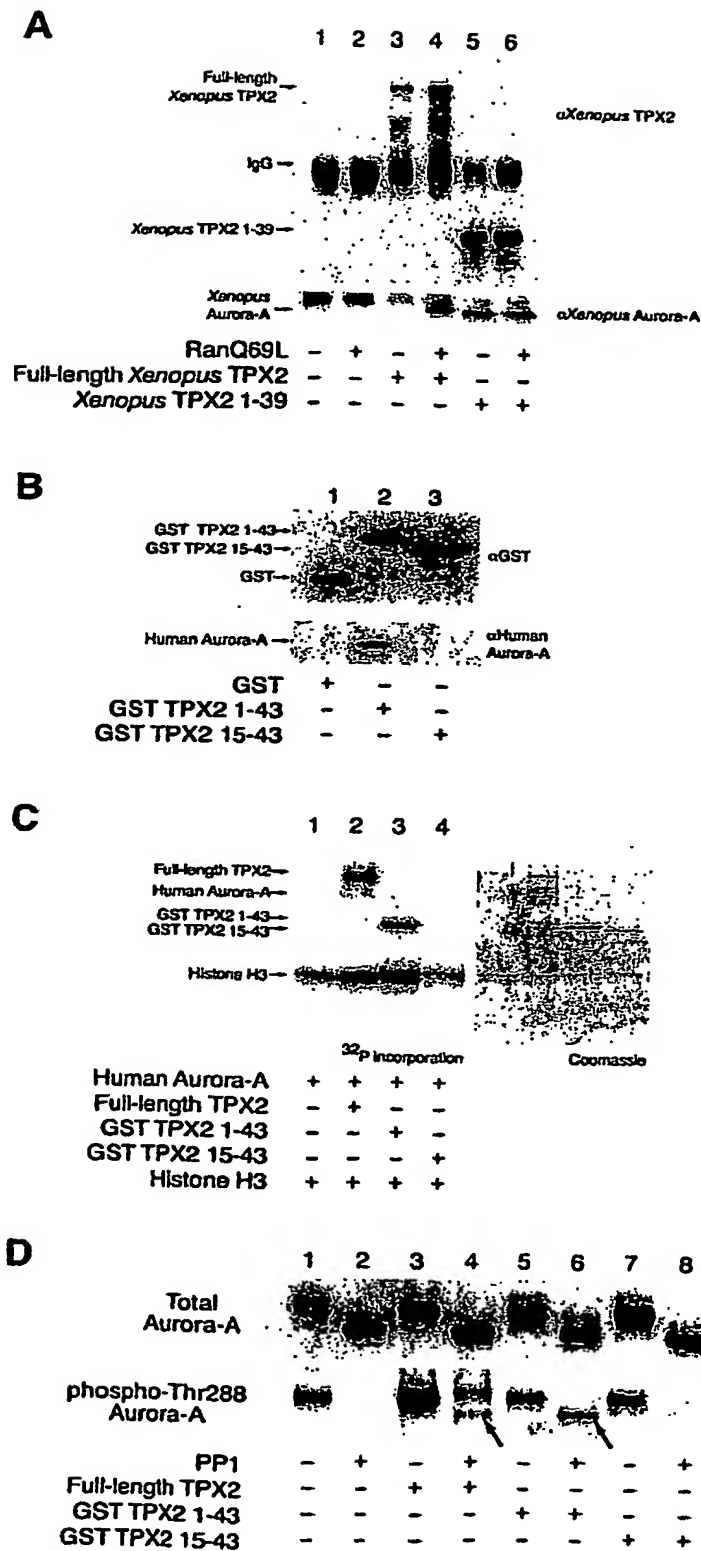 A
1 2 3 4 5 6
Full-length
Xenopus TPX2
αXenopus TPX2
IgG
Xenopus TPX2 1-39
Xenopus
Aurora-A
αXenopus Aurora-A
RanQ69L - + - + - +
Full-length Xenopus TPX2 - - + + - -
Xenopus TPX2 1-39 - - - - + +
B
1 2 3
GST TPX2 1-43
GST TPX2 15-43
αGST
GST
Human Aurora-A
αHuman
Aurora-A
GST + - -
GST TPX2 1-43 - + -
GST TPX2 15-43 - - +
C
1 2 3 4
Full-length TPX2
Human Aurora-A
GST TPX2 1-43
GST TPX2 15-43
Histone H3
32P incorporation
Coomassie
Human Aurora-A + + + +
Full-length TPX2 - + - -
GST TPX2 1-43 - - + -
GST TPX2 15-43 - - - +
Histone H3 + + + +
D
1 2 3 4 5 6 7 8
Total
Aurora-A
phospho-Thr288
Aurora-A
PP1 - + - + - + - +
Full-length TPX2 - - + + - - - -
GST TPX2 1-43 - - - - + + - -
GST TPX2 15-43 - - - - - - + +